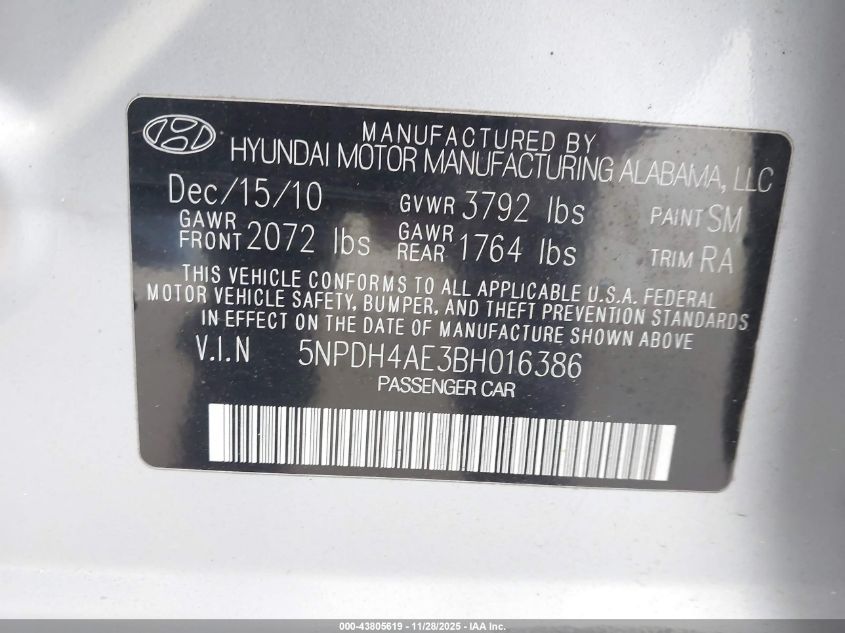 MANUFACTURED BY
HYUNDAI MOTOR MANUFACTURING ALABAMA, LLC
Dec/15/10 GVWR 3792 lbs PAINT SM
GAWR FRONT 2072 lbs GAWR REAR 1764 lbs TRIM RA
THIS VEHICLE CONFORMS TO ALL APPLICABLE U.S.A. FEDERAL
MOTOR VEHICLE SAFETY, BUMPER, AND THEFT PREVENTION STANDARDS
IN EFFECT ON THE DATE OF MANUFACTURE SHOWN ABOVE
V.I.N 5NPDH4AE3BH016386
PASSENGER CAR
000-43805619 - 11/28/2025 - IAA Inc.